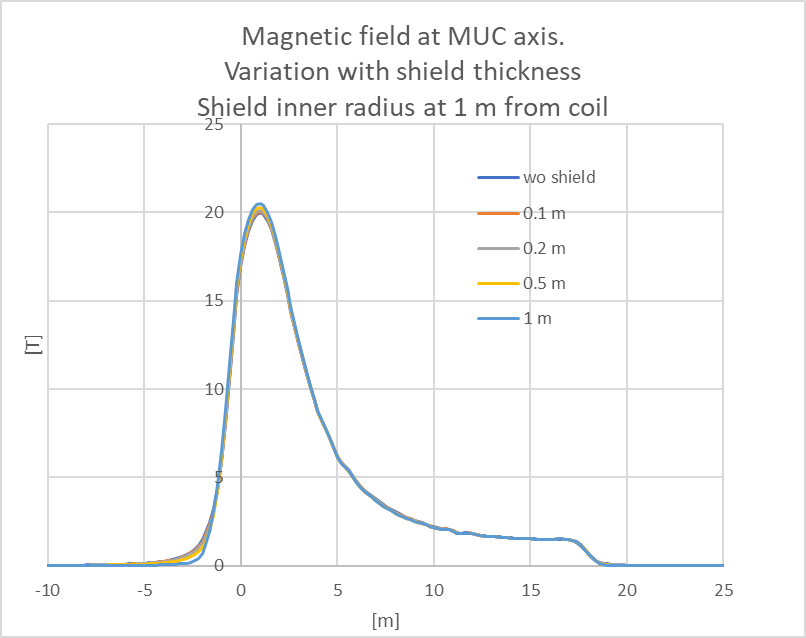 Magnetic field at MUC axis.
Variation with shield thickness
Shield inner radius at 1 m from coil
25
20
15
10
5
0
[T]
wo shield
0.1 m
0.2 m
0.5 m
1 m
-10 -5 0 5 10 15 20 25
[m]